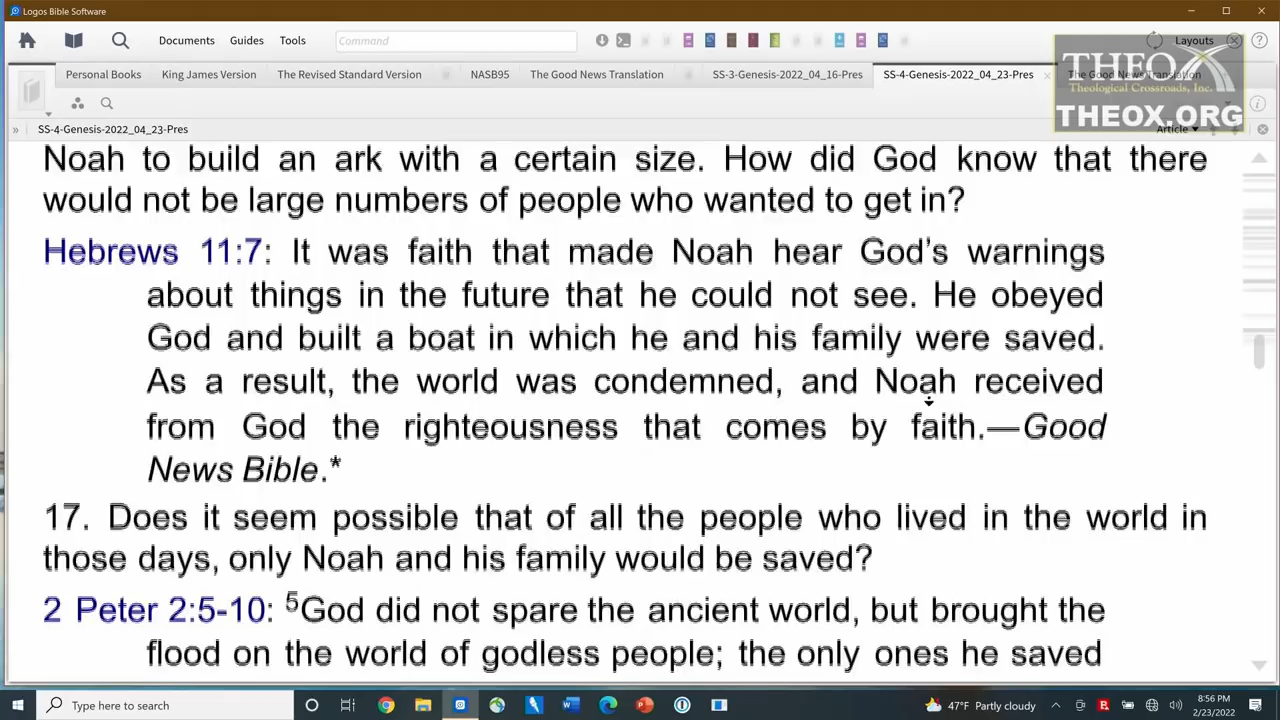 Logos Bible Software
Documents Guides Tools Command Layouts
Personal Books King James Version The Revised Standard Version NASB95 The Good News Translation SS-3-Genesis-2022_04_16-Pres SS-4-Genesis-2022_04_23-Pres The Good News Translation
THEOX
Theological Crossroads, Inc.
THEOX.ORG
SS-4-Genesis-2022_04_23-Pres Article
Noah to build an ark with a certain size. How did God know that there
would not be large numbers of people who wanted to get in?
Hebrews 11:7: It was faith that made Noah hear God's warnings
about things in the future that he could not see. He obeyed
God and built a boat in which he and his family were saved.
As a result, the world was condemned, and Noah received
from God the righteousness that comes by faith.—Good
News Bible.*
17. Does it seem possible that of all the people who lived in the world in
those days, only Noah and his family would be saved?
2 Peter 2:5-10: 5God did not spare the ancient world, but brought the
flood on the world of godless people; the only ones he saved
Type here to search 47°F Partly cloudy 8:56 PM
2/23/2022